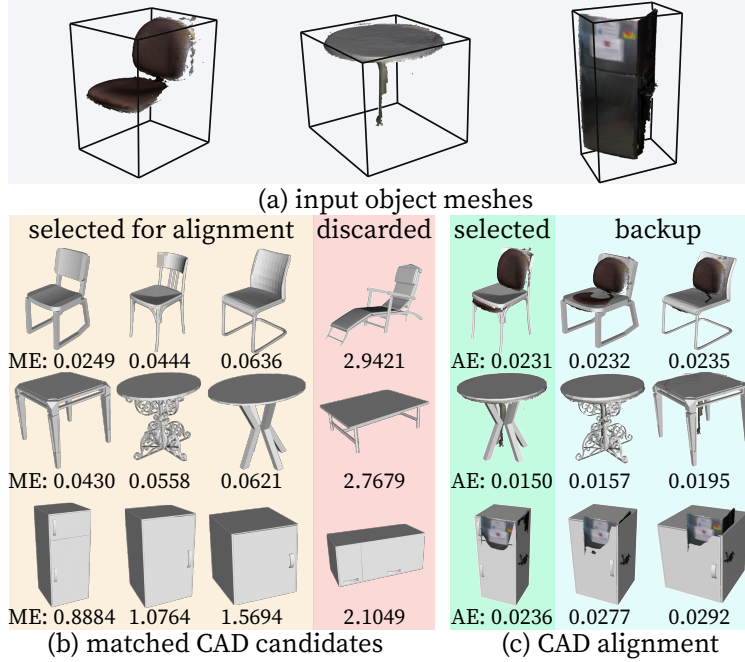 (a) input object meshes
selected for alignment discarded selected backup
ME: 0.0249 0.0444 0.0636 2.9421 AE: 0.0231 0.0232 0.0235
ME: 0.0430 0.0558 0.0621 2.7679 AE: 0.0150 0.0157 0.0195
ME: 0.8884 1.0764 1.5694 2.1049 AE: 0.0236 0.0277 0.0292
(b) matched CAD candidates (c) CAD alignment